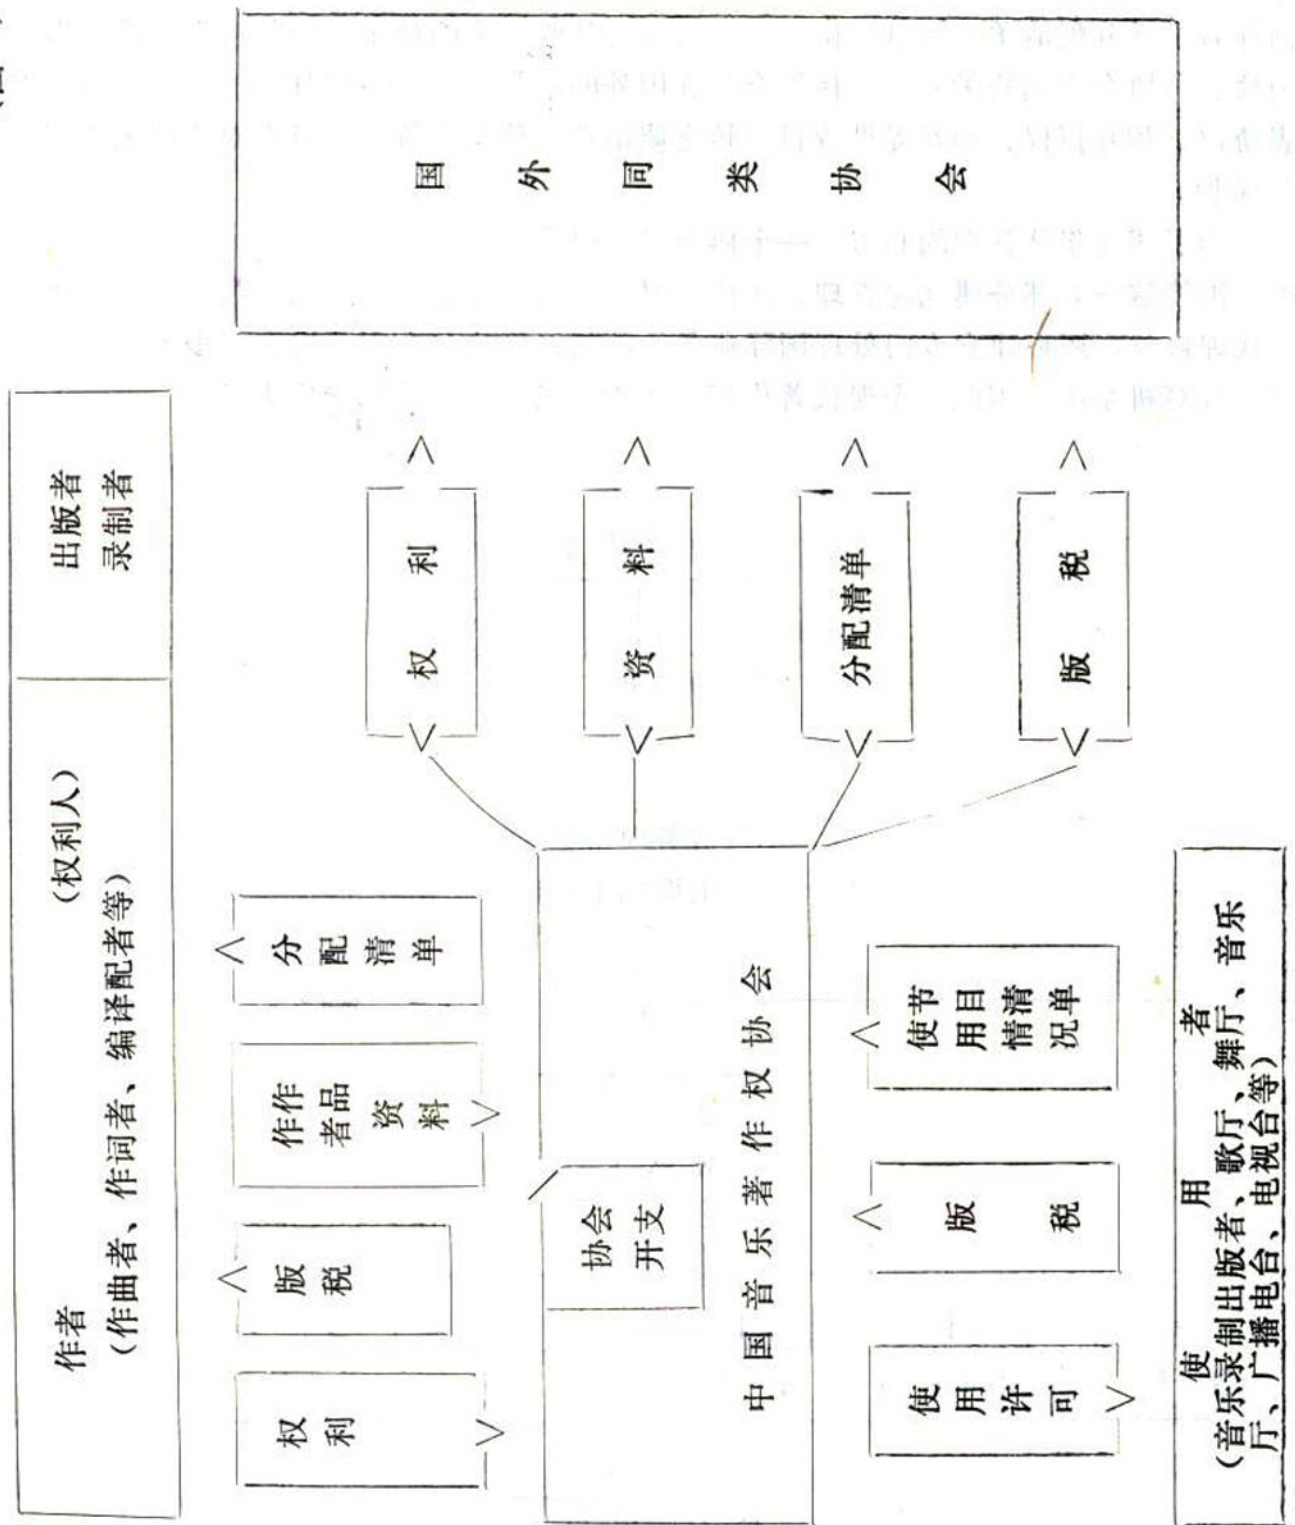 作者 (权利人)
(作曲者、作词者、编译配者等)
出版者
录制者
权利
版税
作者
作品
资料
分配清单
协会
开支
中国音乐著作权协会
使用许可
版税
使用情况
节目清单
使用者
(音乐录制出版者、歌厅、舞厅、音乐
厅、广播电台、电视台等)
权利
资料
分配清单
版税
国外同类协会